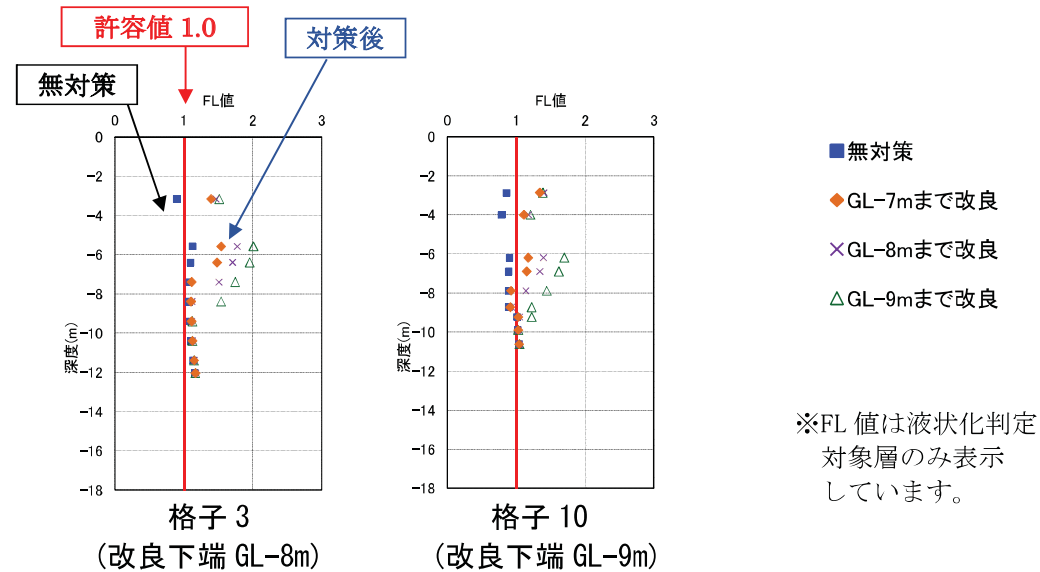 許容値 1.0
対策後
無対策
FL値
0 1 2 3
0
-2
-4
-6
-8
-10
-12
-14
-16
-18
深度(m)
格子 3
(改良下端 GL-8m)
FL値
0 1 2 3
0
-2
-4
-6
-8
-10
-12
-14
-16
-18
深度(m)
格子 10
(改良下端 GL-9m)
無対策
GL-7mまで改良
GL-8mまで改良
GL-9mまで改良
※FL 値は液状化判定
対象層のみ表示
しています。